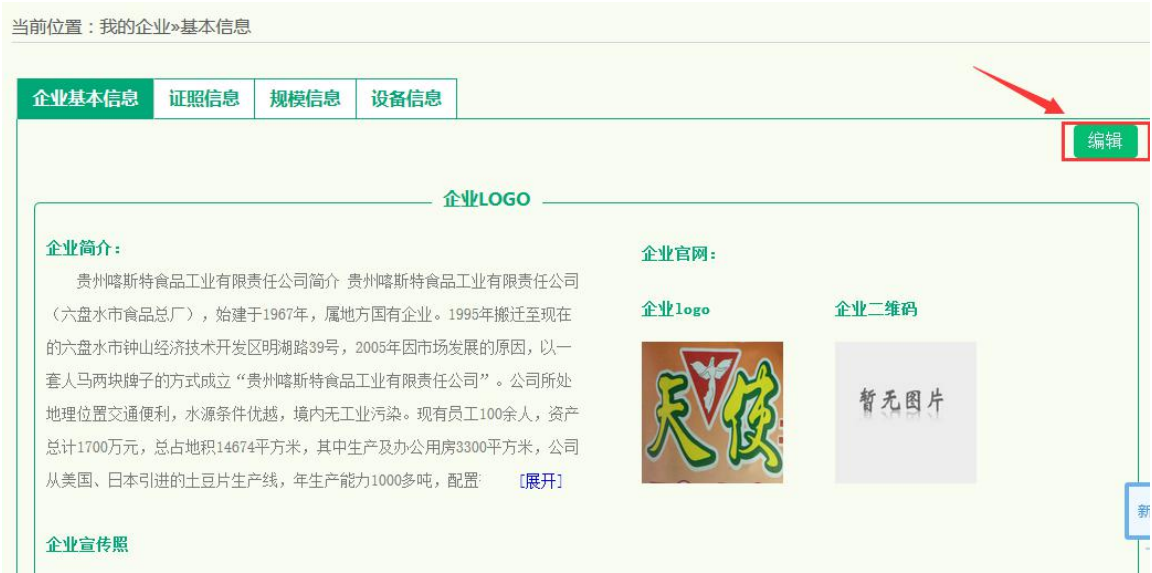 当前位置：我的企业»基本信息
企业基本信息 证照信息 规模信息 设备信息
编辑
企业LOGO
企业简介：
贵州喀斯特食品工业有限责任公司简介 贵州喀斯特食品工业有限责任公司
（六盘水市食品总厂），始建于1967年，属地方国有企业。1995年搬迁至现在
的六盘水市钟山经济技术开发区明湖路39号，2005年因市场发展的原因，以一
套人马两块牌子的方式成立“贵州喀斯特食品工业有限责任公司”。公司所处
地理位置交通便利，水源条件优越，境内无工业污染。现有员工100余人，资产
总计1700万元，总占地积14674平方米，其中生产及办公用房3300平方米，公司
从美国、日本引进的土豆片生产线，年生产能力1000多吨，配置 [展开]
企业官网：
企业logo 企业二维码
天使
暂无图片
企业宣传照
新